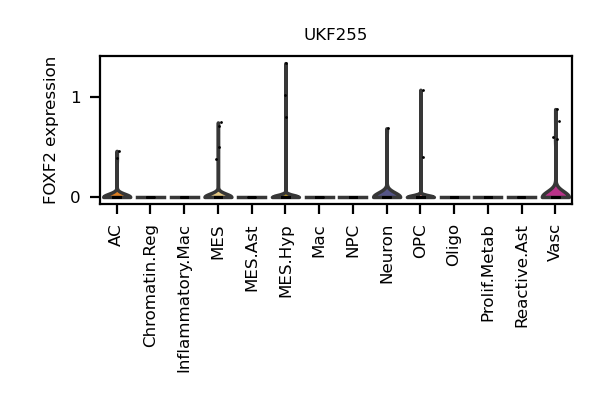 UKF255
FOXF2 expression
1
0
AC
Chromatin.Reg
Inflammatory.Mac
MES
MES.Ast
MES.Hyp
Mac
NPC
Neuron
OPC
Oligo
Prolif.Metab
Reactive.Ast
Vasc